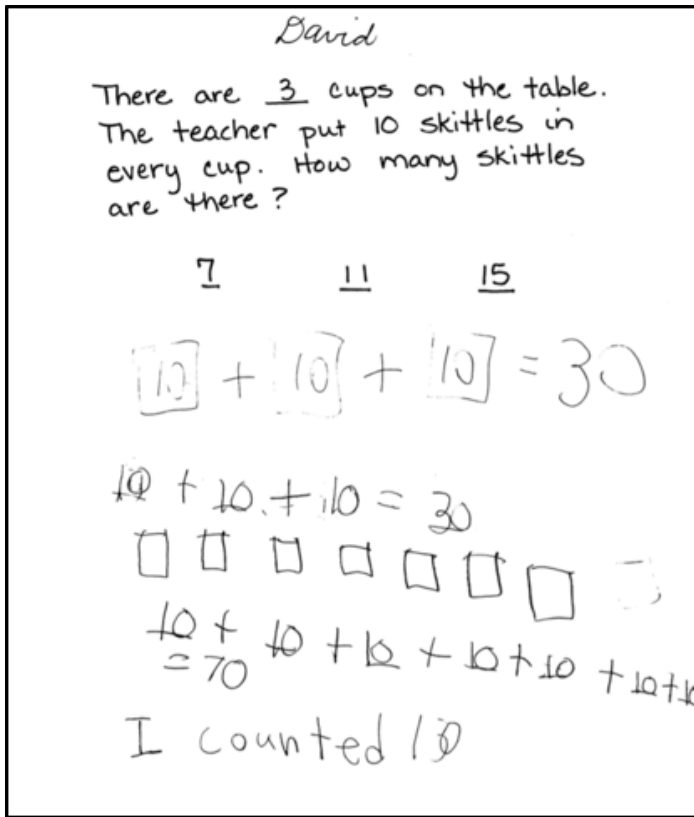 David
There are 3 cups on the table.
The teacher put 10 skittles in
every cup. How many skittles
are there?
7 11 15
10 + 10 + 10 = 30
10 + 10 + 10 = 30
10 + 10 + 10 + 10 + 10 + 10 + 10
= 70
I counted 10